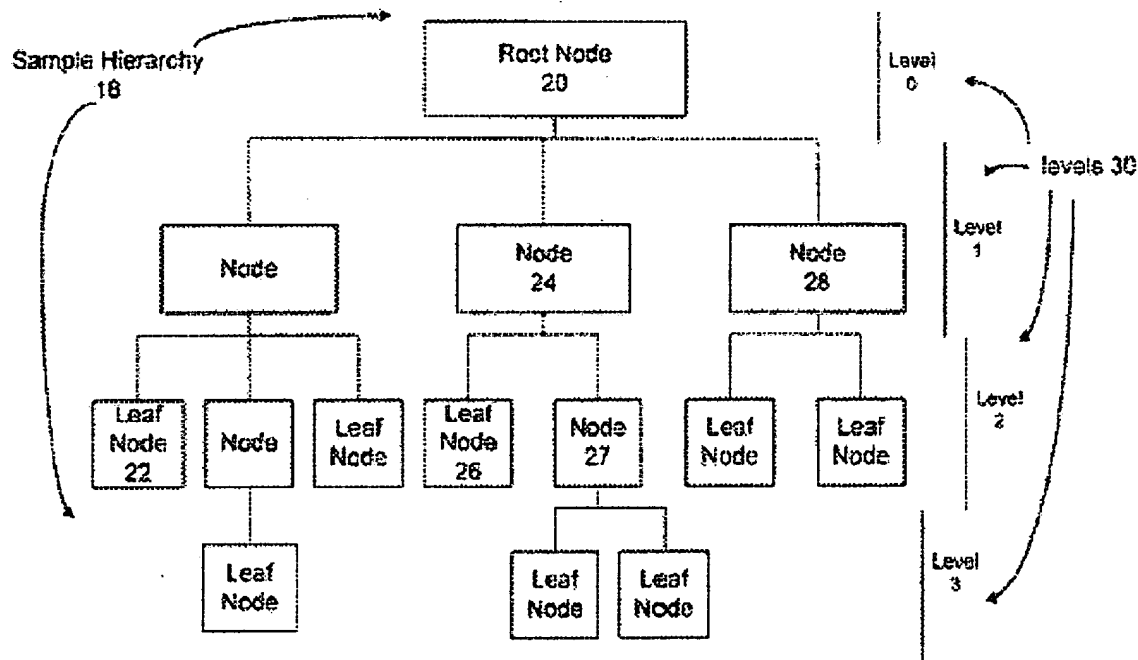 Sample Hierarchy
18
Root Node
20
Level
0
levels 30
Level
1
Node
Node
24
Node
28
Level
2
Leaf
Node
22
Node
Leaf
Node
Leaf
Node
26
Node
27
Leaf
Node
Leaf
Node
Level
3
Leaf
Node
Leaf
Node
Leaf
Node